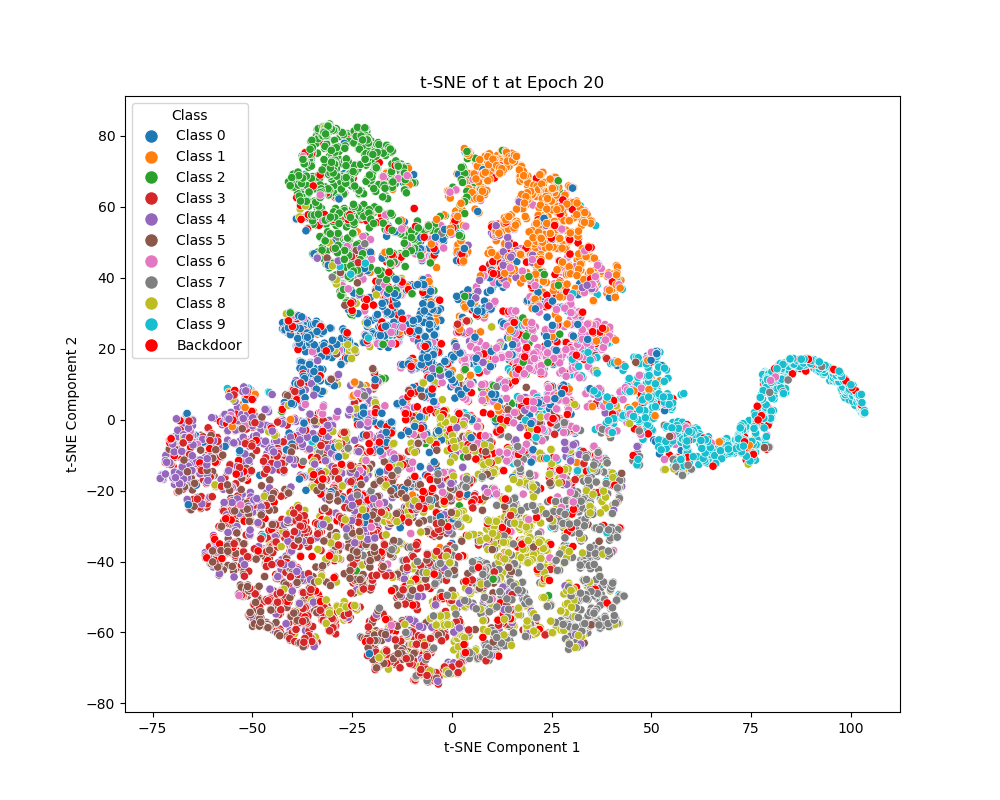 t-SNE of t at Epoch 20
Class
Class 0
Class 1
Class 2
Class 3
Class 4
Class 5
Class 6
Class 7
Class 8
Class 9
Backdoor
t-SNE Component 2
80
60
40
20
0
−20
−40
−60
−80
−75
−50
−25
0
25
50
75
100
t-SNE Component 1